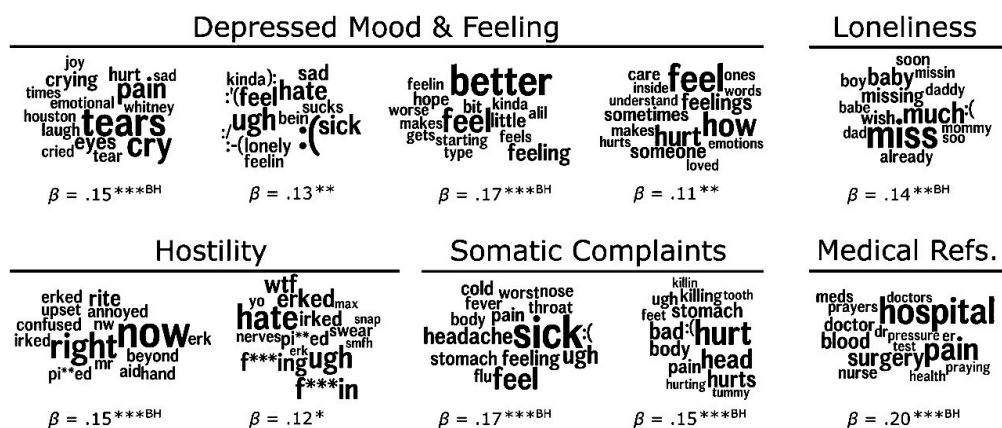 Depressed Mood & Feeling
joy
crying hurt sad
times pain
emotional whitney
houston tears
laugh
eyes cry
cried tear
β = .15***BH
kinda): sad
:'(feel hate
ugh bein sucks
:/ :( sick
:-(lonely
feelin
β = .13**
feelin better
hope bit kinda
worse feel little alil
makes
gets starting feels
type feeling
β = .17***BH
care feel ones
inside words
understand feelings
sometimes
makes hurt how
hurts someone emotions
loved
β = .11**
Loneliness
soon
boy baby missin
missing daddy
babe wish much :(
dad miss mommy
soo
already
β = .14**BH
Hostility
erked rite
upset annoyed
confused nw now erk
irked right beyond
pi**ed mr aid hand
β = .15***BH
wtf
yo erked max
hate irked snap
nerves pi**ed swear
erk smfh
f***ing ugh
f***in
β = .12*
Somatic Complaints
cold worst nose
fever throat
body pain
headache sick :(
stomach feeling ugh
flu feel
β = .17***BH
killin
ugh killing tooth
feet stomach
bad :( hurt
body
pain head
hurting hurts
tummy
β = .15***BH
Medical Refs.
meds doctors
prayers hospital
doctor dr pressure er
blood test pain
surgery
nurse health praying
β = .20***BH